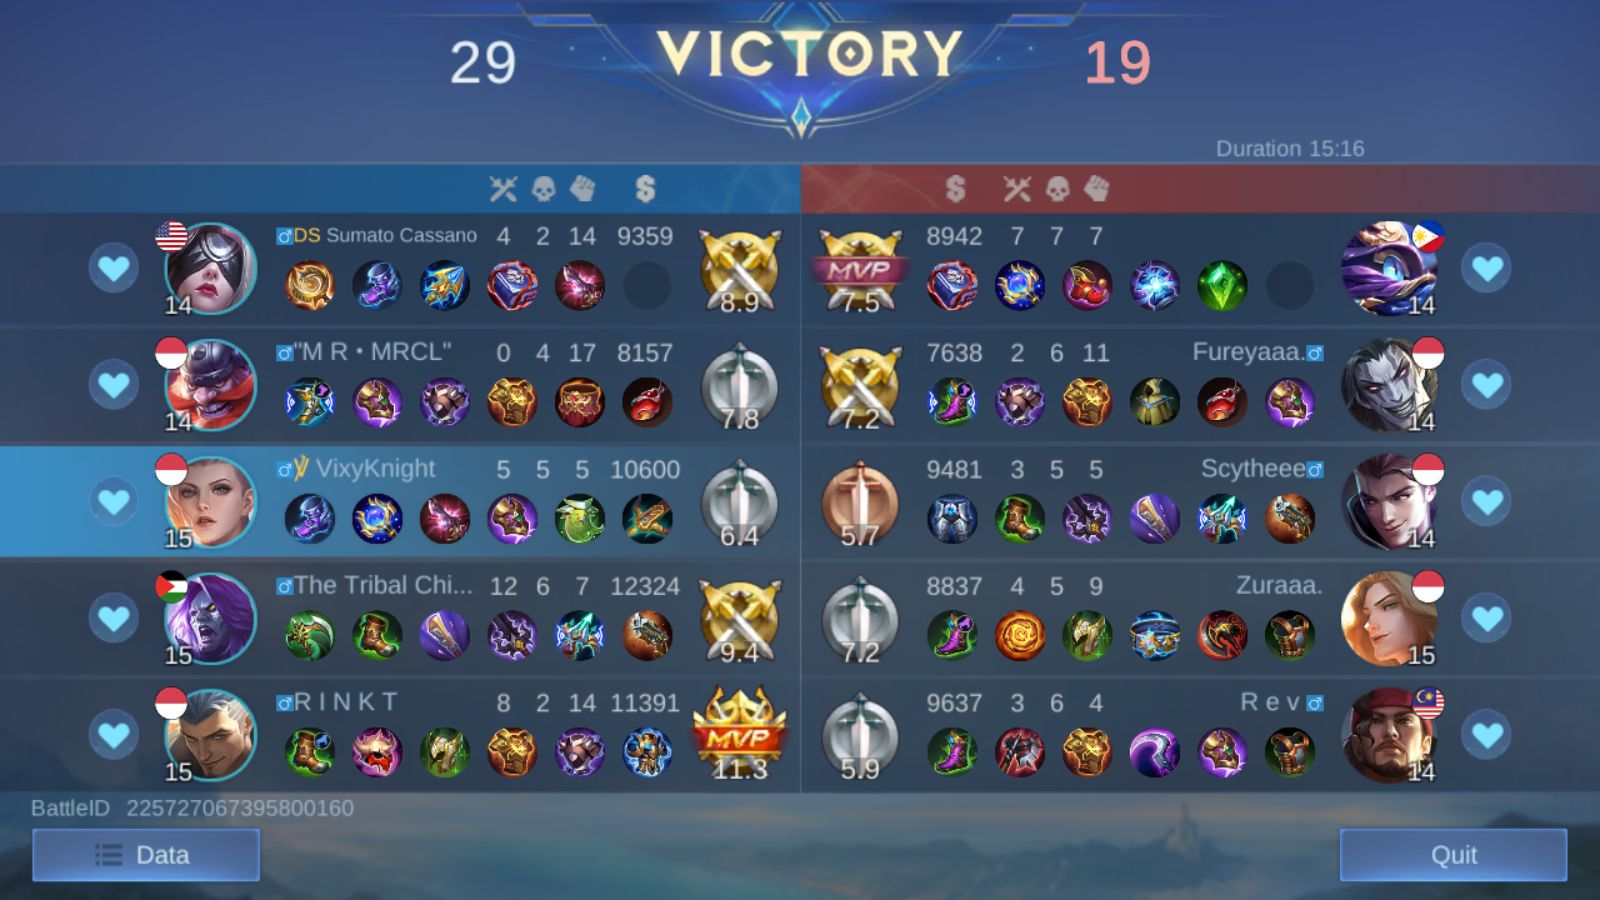 29 VICTORY 19
Duration 15:16
DS Sumato Cassano 4 2 14 9359
14 8.9
MVP 8942 7 7 7
7.5 14
"M R • MRCL" 0 4 17 8157
14 7.8
7638 2 6 11 Fureyaaa.
7.2 14
VixyKnight 5 5 5 10600
15 6.4
9481 3 5 5 Scytheee
5.7 14
The Tribal Chi... 12 6 7 12324
15 9.4
8837 4 5 9 Zuraaa.
7.2 15
R I N K T 8 2 14 11391
15 MVP 11.3
9637 3 6 4 R e v
5.9 14
BattleID 225727067395800160
Data
Quit